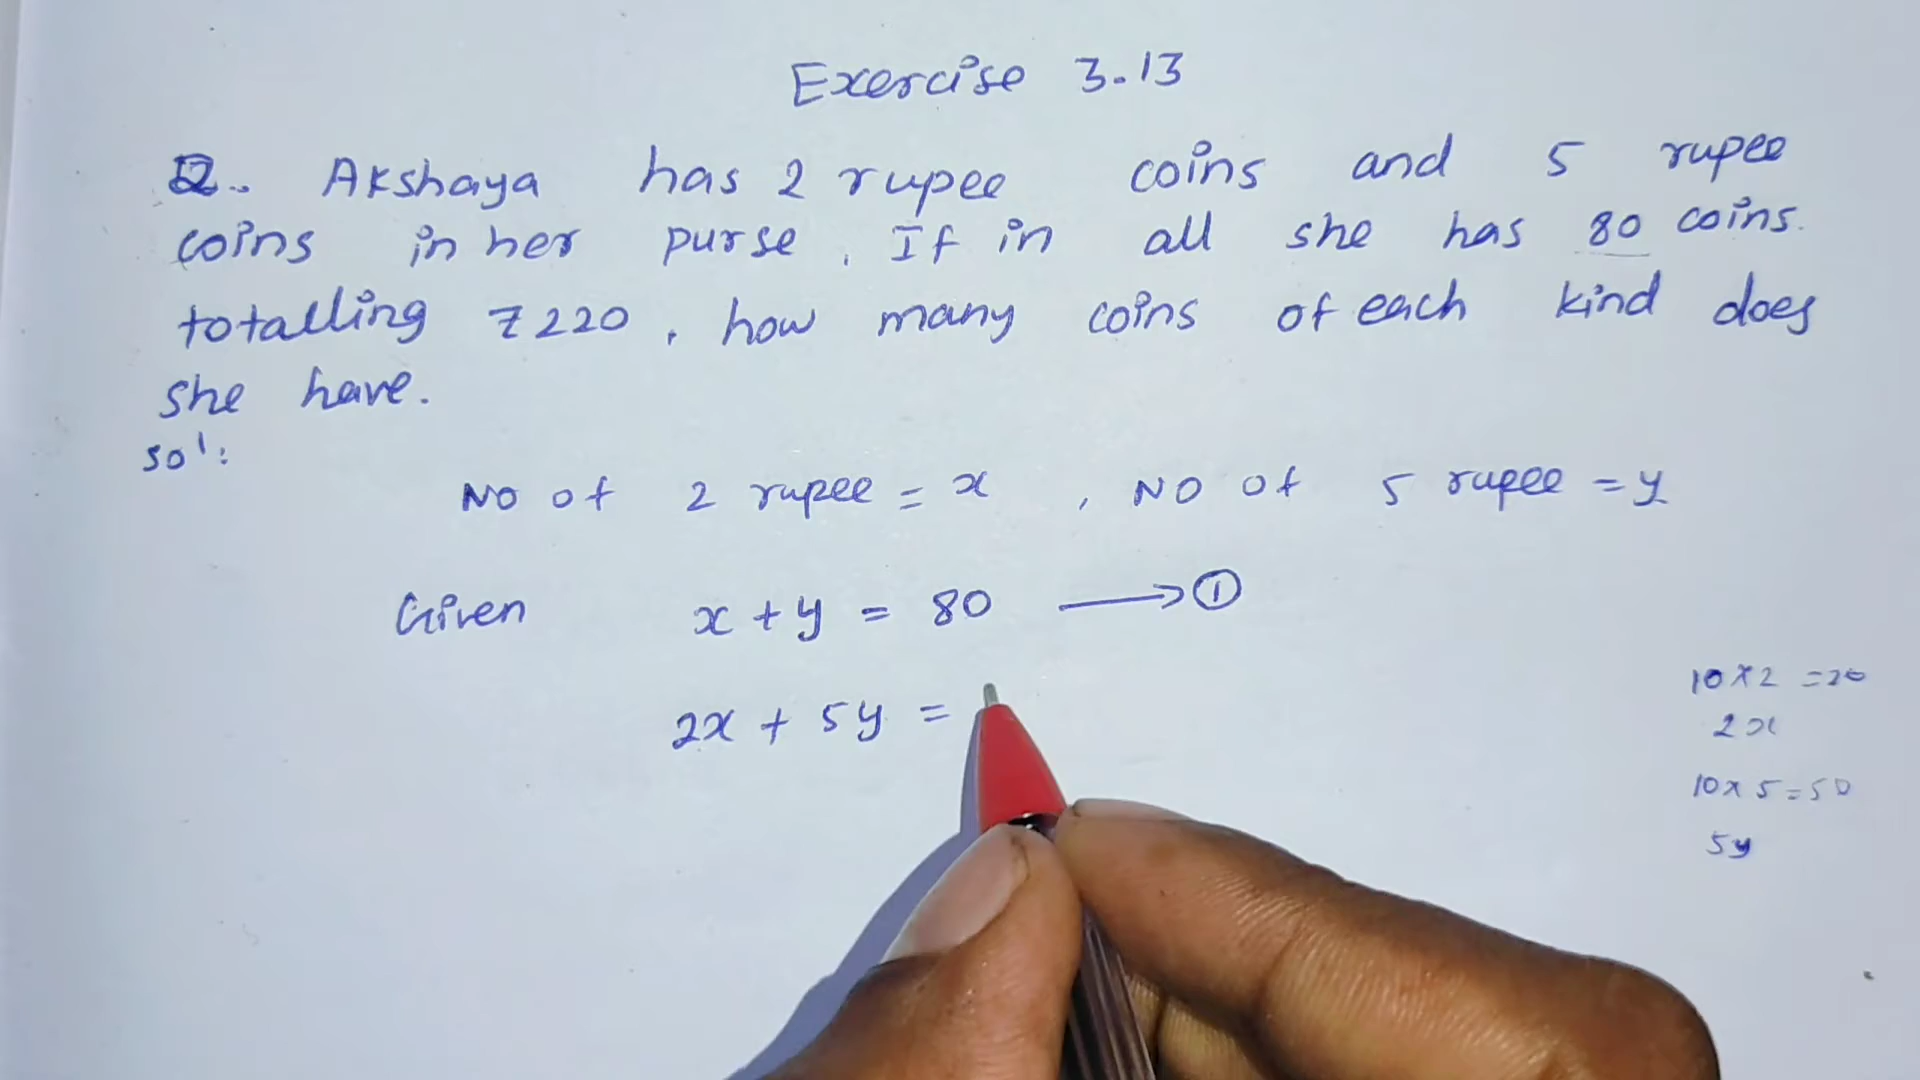 Exercise 3.13
2. Akshaya has 2 rupee coins and 5 rupee
coins in her purse. If in all she has 80 coins.
totalling ₹220, how many coins of each kind does
she have.
Sol:
No of 2 rupee = x , No of 5 rupee = y
Given x + y = 80 → ①
2x + 5y =
10 x 2 = 20
2x
10 x 5 = 50
5y